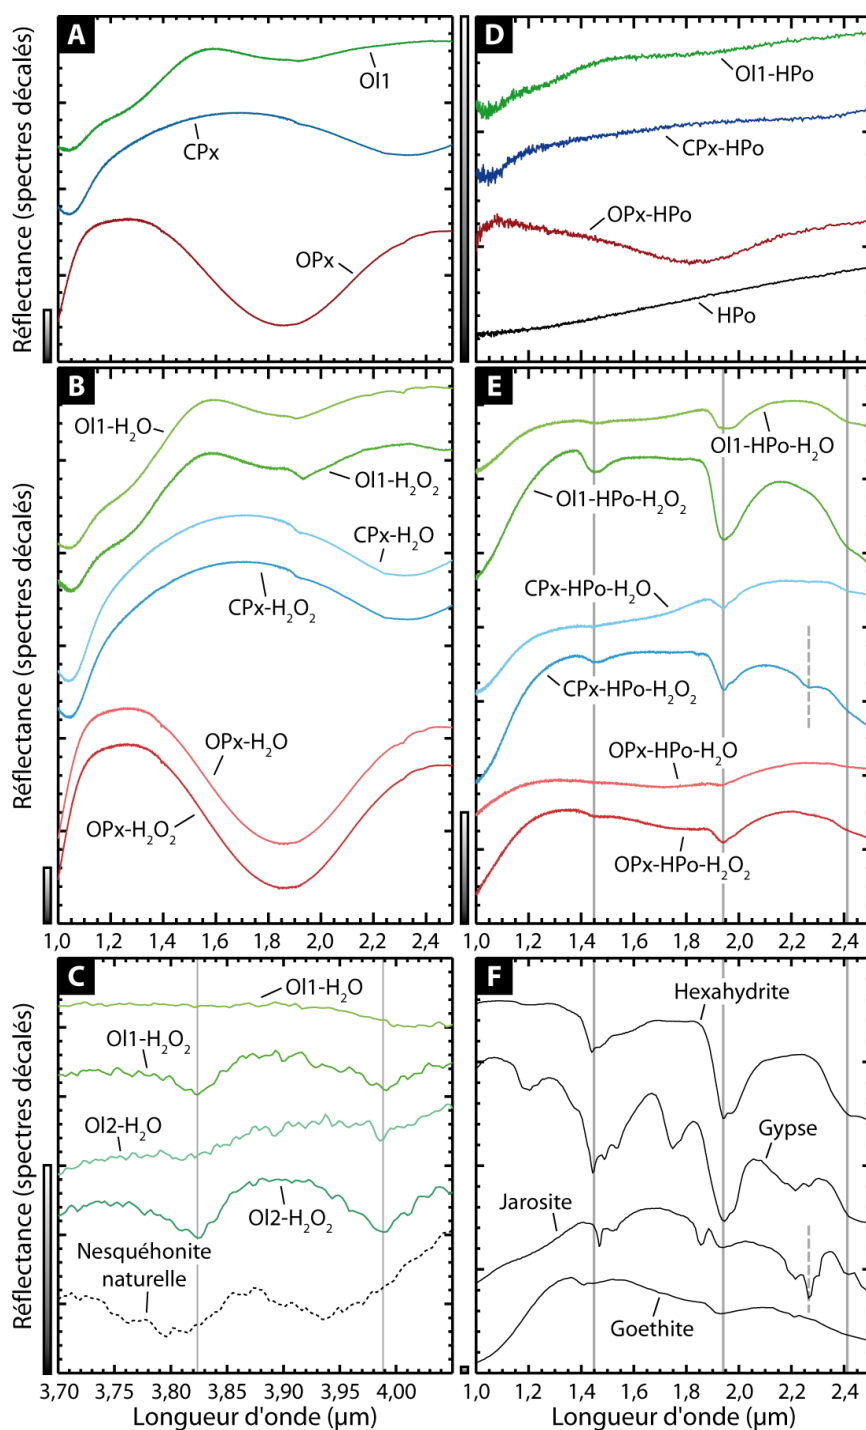 A
Ol1
CPx
OPx
Réflectance (spectres décalés)
D
Ol1-HPo
CPx-HPo
OPx-HPo
HPo
B
Ol1-H₂O
Ol1-H₂O₂
CPx-H₂O
CPx-H₂O₂
OPx-H₂O
OPx-H₂O₂
Réflectance (spectres décalés)
1,0 1,2 1,4 1,6 1,8 2,0 2,2 2,4
E
Ol1-HPo-H₂O
Ol1-HPo-H₂O₂
CPx-HPo-H₂O
CPx-HPo-H₂O₂
OPx-HPo-H₂O
OPx-HPo-H₂O₂
1,0 1,2 1,4 1,6 1,8 2,0 2,2 2,4
C
Ol1-H₂O
Ol1-H₂O₂
Ol2-H₂O
Ol2-H₂O₂
Nesquéhonite
naturelle
Réflectance (spectres décalés)
3,70 3,75 3,80 3,85 3,90 3,95 4,00
Longueur d'onde (µm)
F
Hexahydrite
Gypse
Jarosite
Goethite
1,0 1,2 1,4 1,6 1,8 2,0 2,2 2,4
Longueur d'onde (µm)